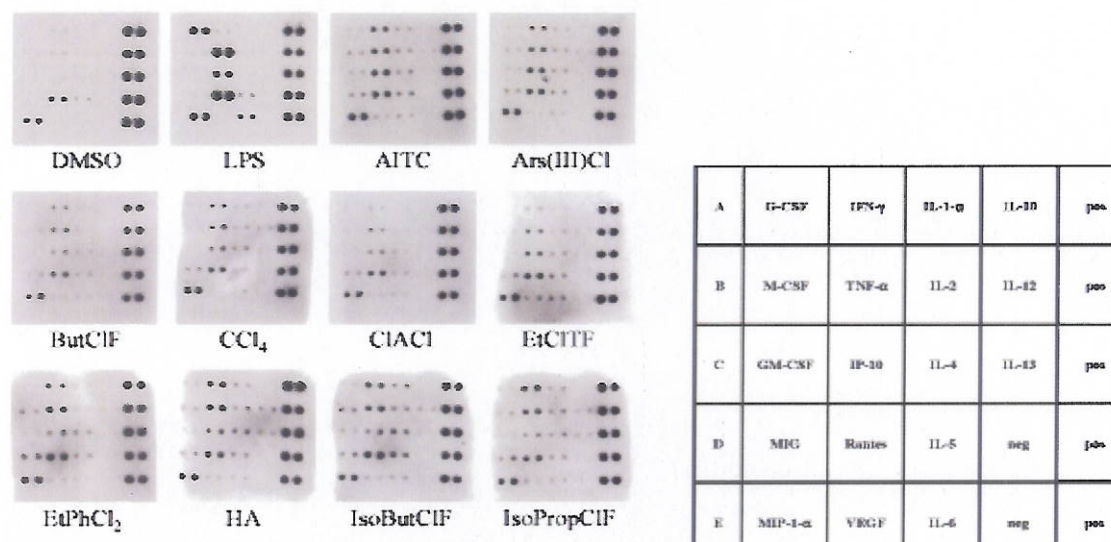 DMSO LPS AITC Ars(III)Cl
ButClF CCl₄ ClACl EtClTF
EtPhCl₂ HA IsoButClF IsoPropClF
A G-CSF IFN-γ IL-1-α IL-10 pos
B M-CSF TNF-α IL-2 IL-12 pos
C GM-CSF IP-10 IL-4 IL-13 pos
D MIG Rantes IL-5 neg pos
E MIP-1-α VEGF IL-6 neg pos